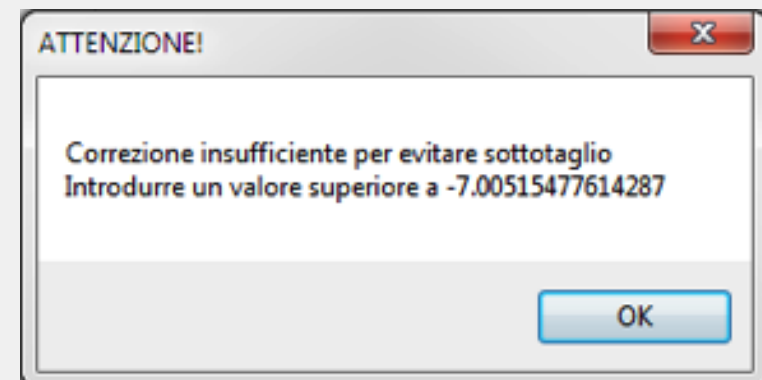 ATTENZIONE!
Correzione insufficiente per evitare sottotaglio
Introdurre un valore superiore a -7.00515477614287
OK